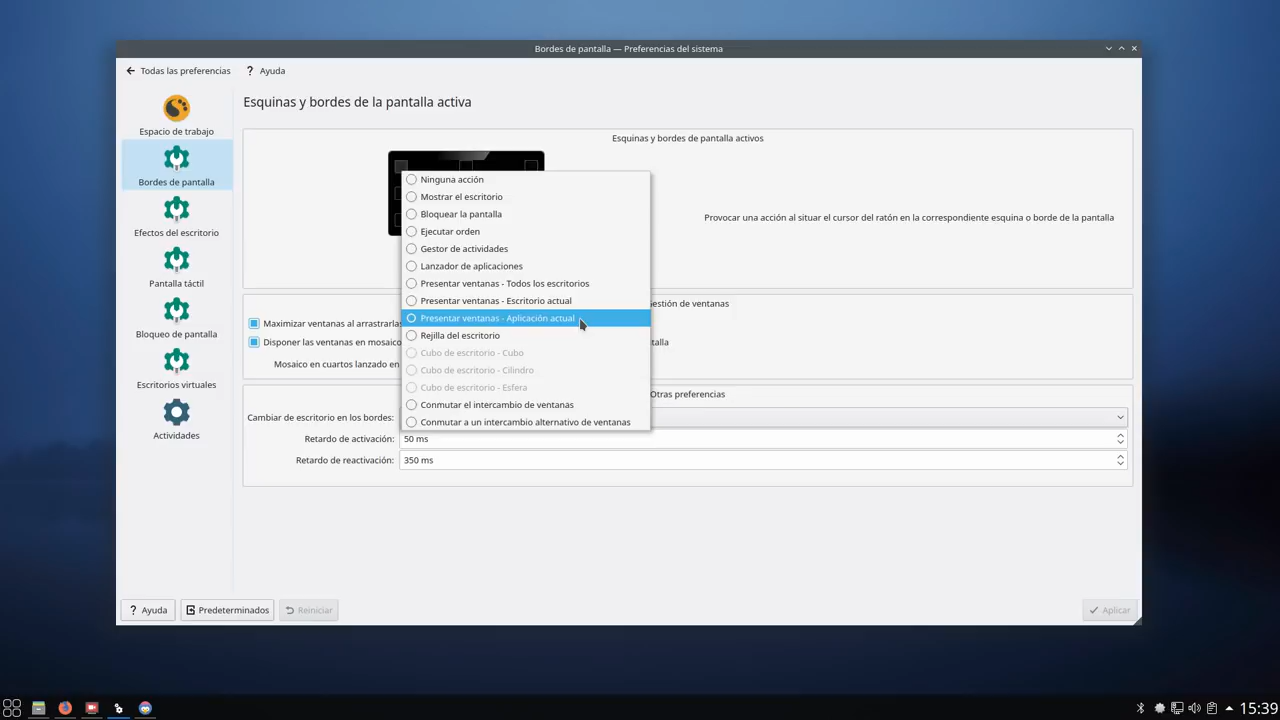 Bordes de pantalla — Preferencias del sistema
Todas las preferencias
? Ayuda
Espacio de trabajo
Bordes de pantalla
Efectos del escritorio
Pantalla táctil
Bloqueo de pantalla
Escritorios virtuales
Actividades
Esquinas y bordes de la pantalla activa
Esquinas y bordes de pantalla activos
Provocar una acción al situar el cursor del ratón en la correspondiente esquina o borde de la pantalla
Ninguna acción
Mostrar el escritorio
Bloquear la pantalla
Ejecutar orden
Gestor de actividades
Lanzador de aplicaciones
Presentar ventanas - Todos los escritorios
Presentar ventanas - Escritorio actual
Presentar ventanas - Aplicación actual
Rejilla del escritorio
Cubo de escritorio - Cubo
Cubo de escritorio - Cilindro
Cubo de escritorio - Esfera
Conmutar el intercambio de ventanas
Conmutar a un intercambio alternativo de ventanas
estión de ventanas
Maximizar ventanas al arrastrarlas
Disponer las ventanas en mosaico
talla
Mosaico en cuartos lanzado en
Otras preferencias
Cambiar de escritorio en los bordes:
Retardo de activación: 50 ms
Retardo de reactivación: 350 ms
? Ayuda
Predeterminados
Reiniciar
Aplicar
15:39